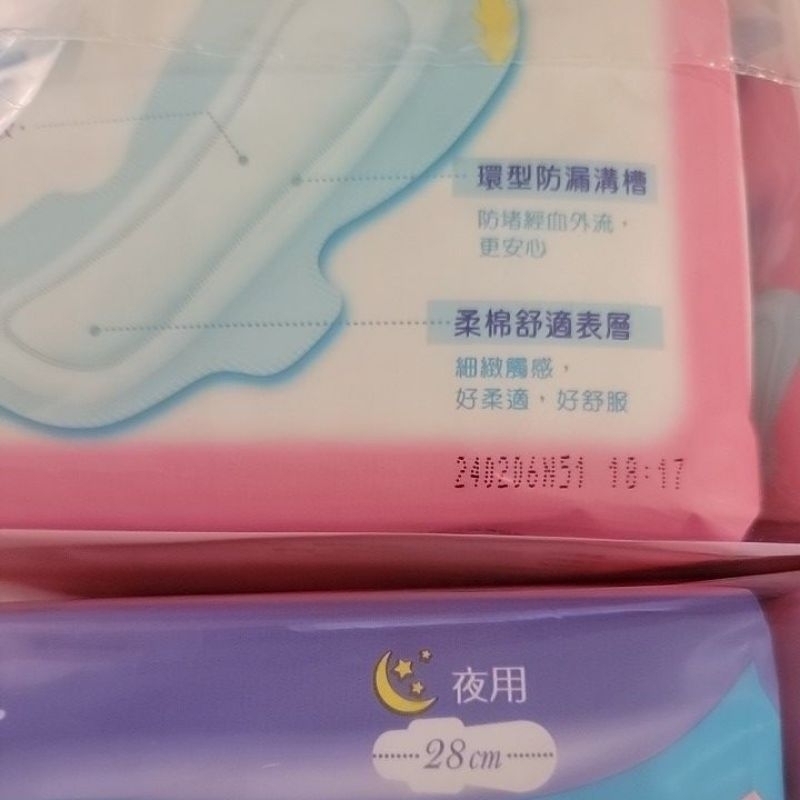 環型防漏溝槽
防堵經血外流，
更安心
柔棉舒適表層
細緻觸感，
好柔適，好舒服
240206N51 18:17
夜用
28cm